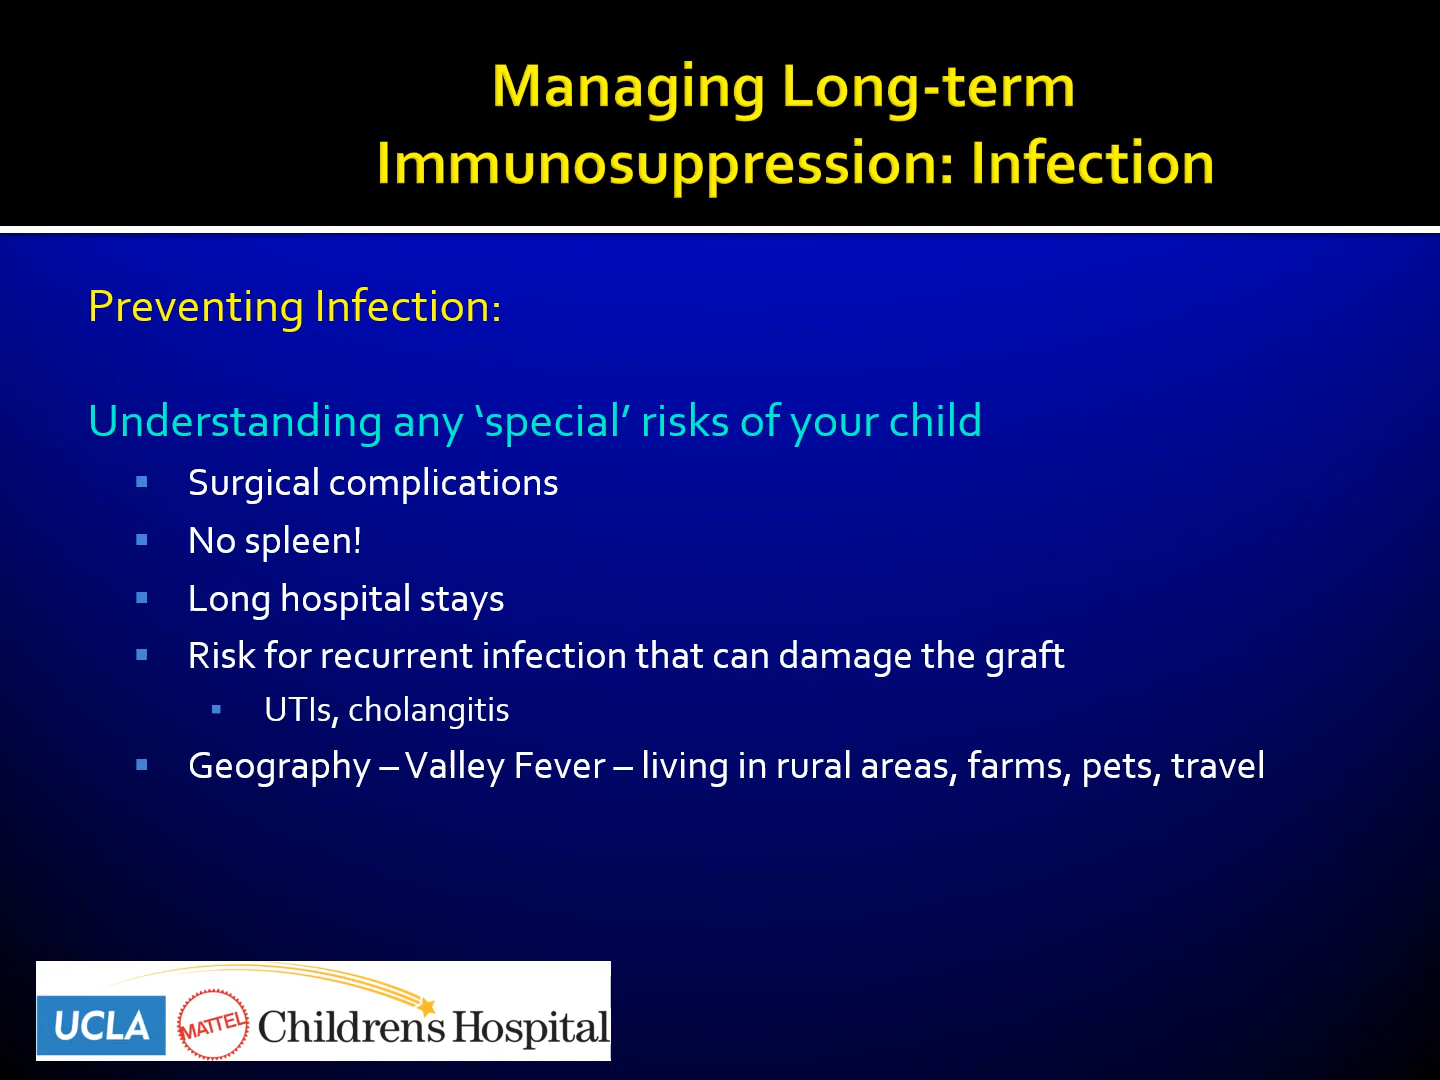 Managing Long-term
Immunosuppression: Infection
Preventing Infection:
Understanding any ‘special’ risks of your child
▪ Surgical complications
▪ No spleen!
▪ Long hospital stays
▪ Risk for recurrent infection that can damage the graft
▪ UTIs, cholangitis
▪ Geography – Valley Fever – living in rural areas, farms, pets, travel
UCLA MATTEL Children's Hospital